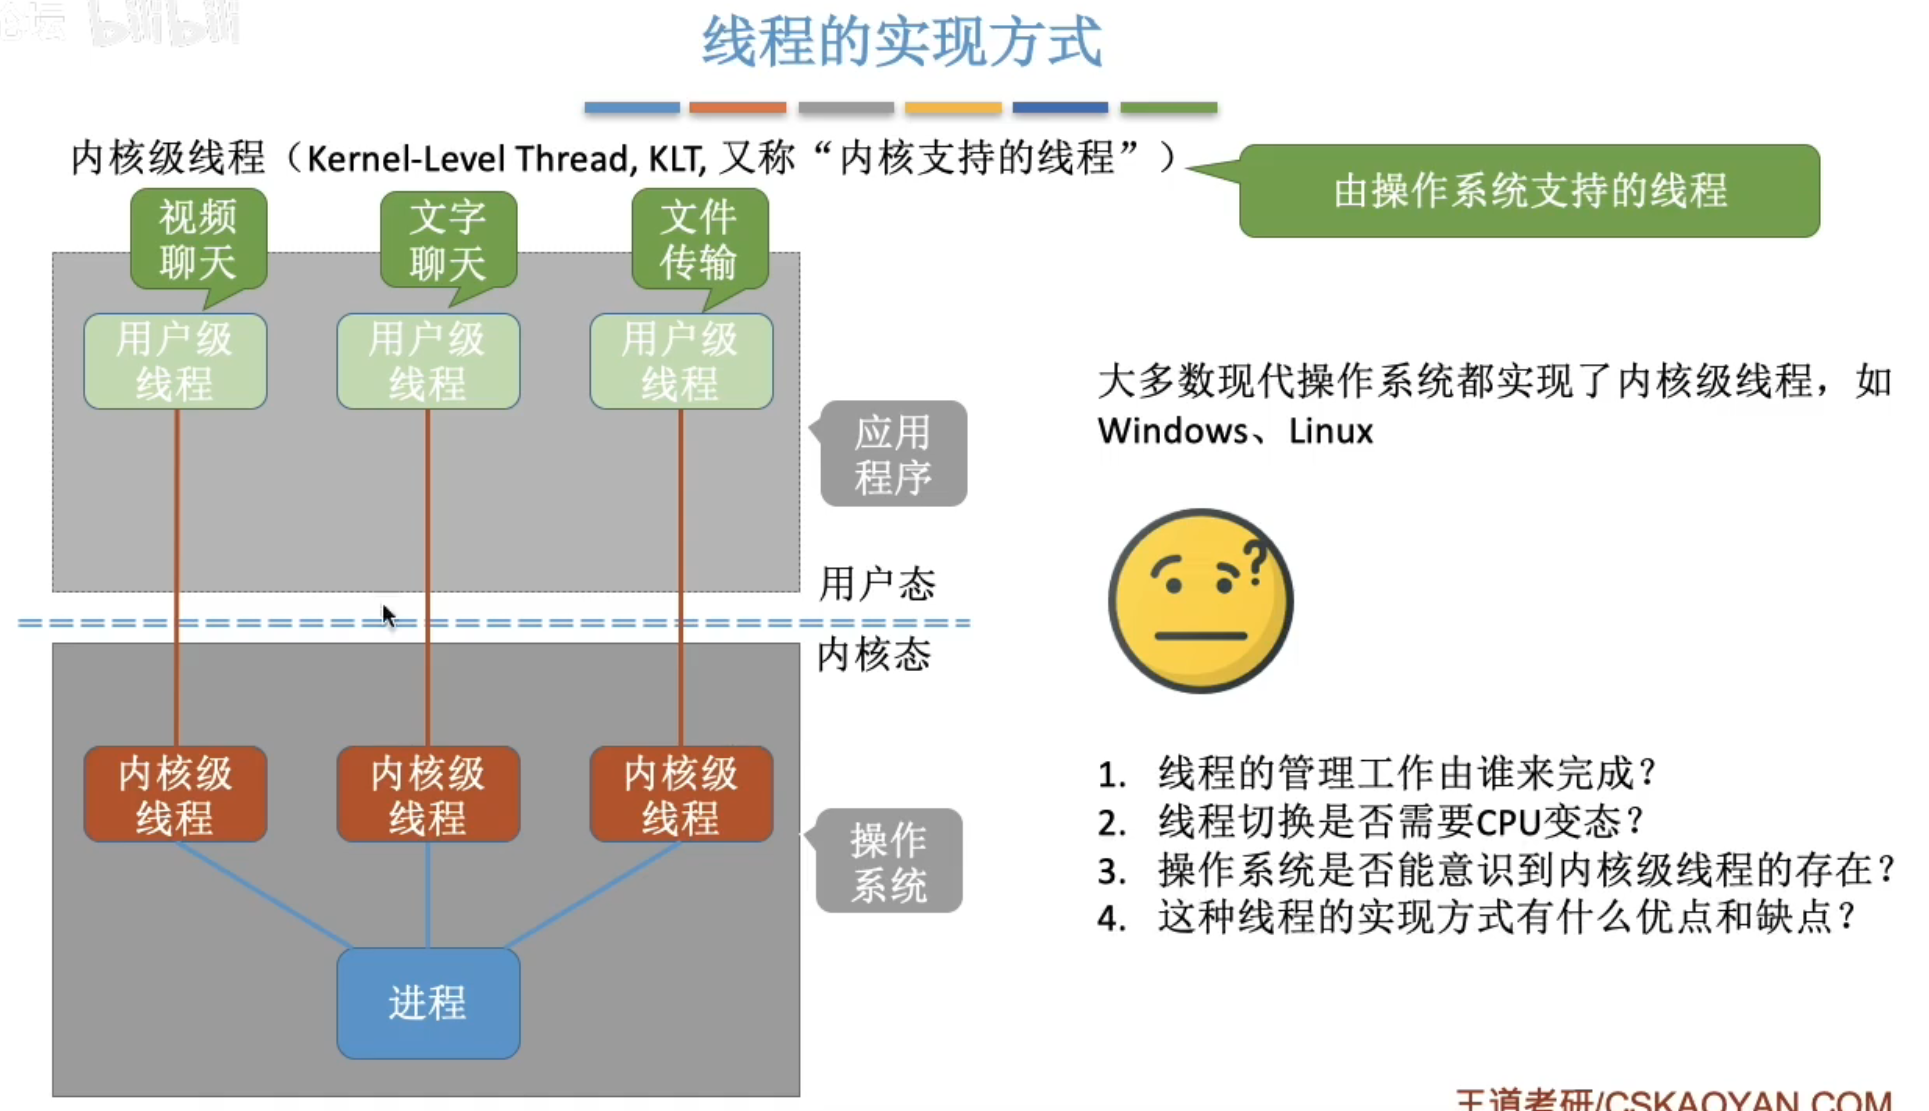 坛 bilibili
线程的实现方式
内核级线程（Kernel-Level Thread, KLT, 又称“内核支持的线程”）
由操作系统支持的线程
视频
聊天
文字
聊天
文件
传输
用户级
线程
用户级
线程
用户级
线程
应用
程序
大多数现代操作系统都实现了内核级线程，如
Windows、Linux
?
用户态
内核态
内核级
线程
内核级
线程
内核级
线程
操作
系统
进程
1. 线程的管理工作由谁来完成？
2. 线程切换是否需要CPU变态？
3. 操作系统是否能意识到内核级线程的存在？
4. 这种线程的实现方式有什么优点和缺点？
王道考研/CSKAOYAN.COM